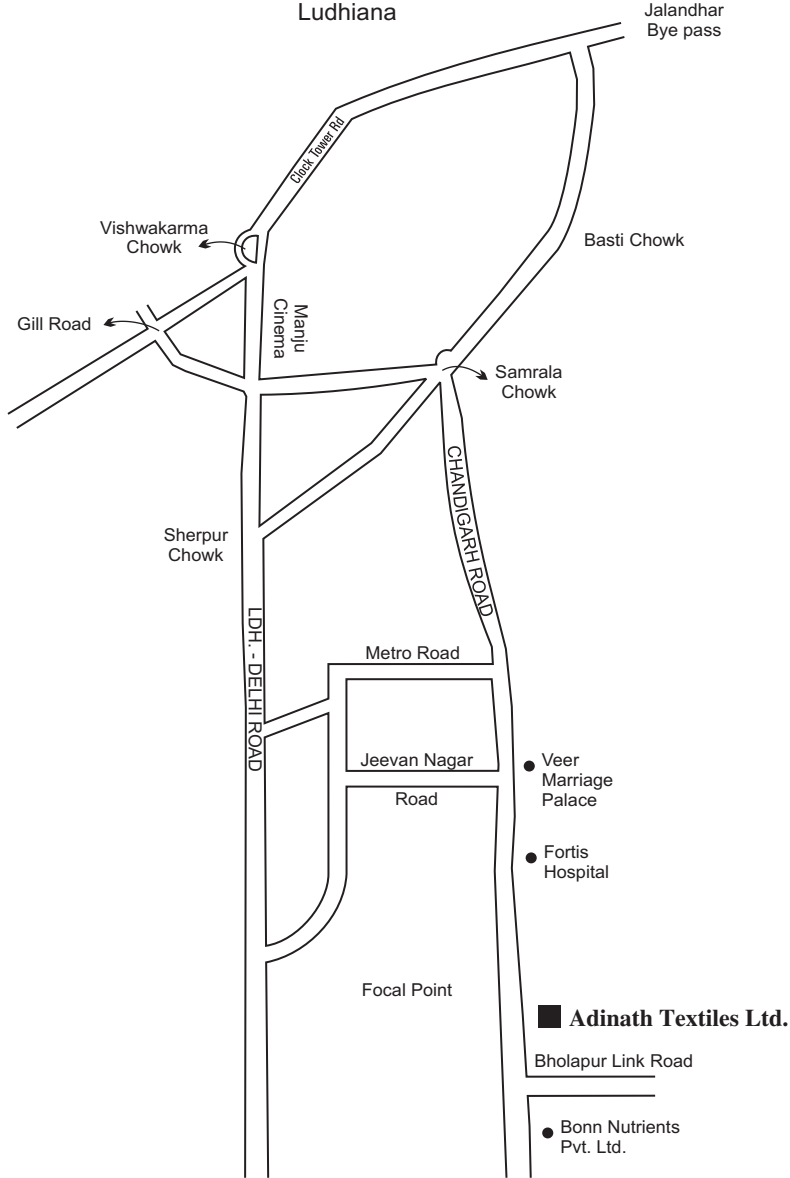 Ludhiana
Jalandhar
Bye pass
Clock Tower Rd
Vishwakarma
Chowk
Basti Chowk
Gill Road
Manju
Cinema
Samrala
Chowk
CHANDIGARH ROAD
Sherpur
Chowk
LDH. - DELHI ROAD
Metro Road
Jeevan Nagar
Road
Veer
Marriage
Palace
Fortis
Hospital
Focal Point
Adinath Textiles Ltd.
Bholapur Link Road
Bonn Nutrients
Pvt. Ltd.